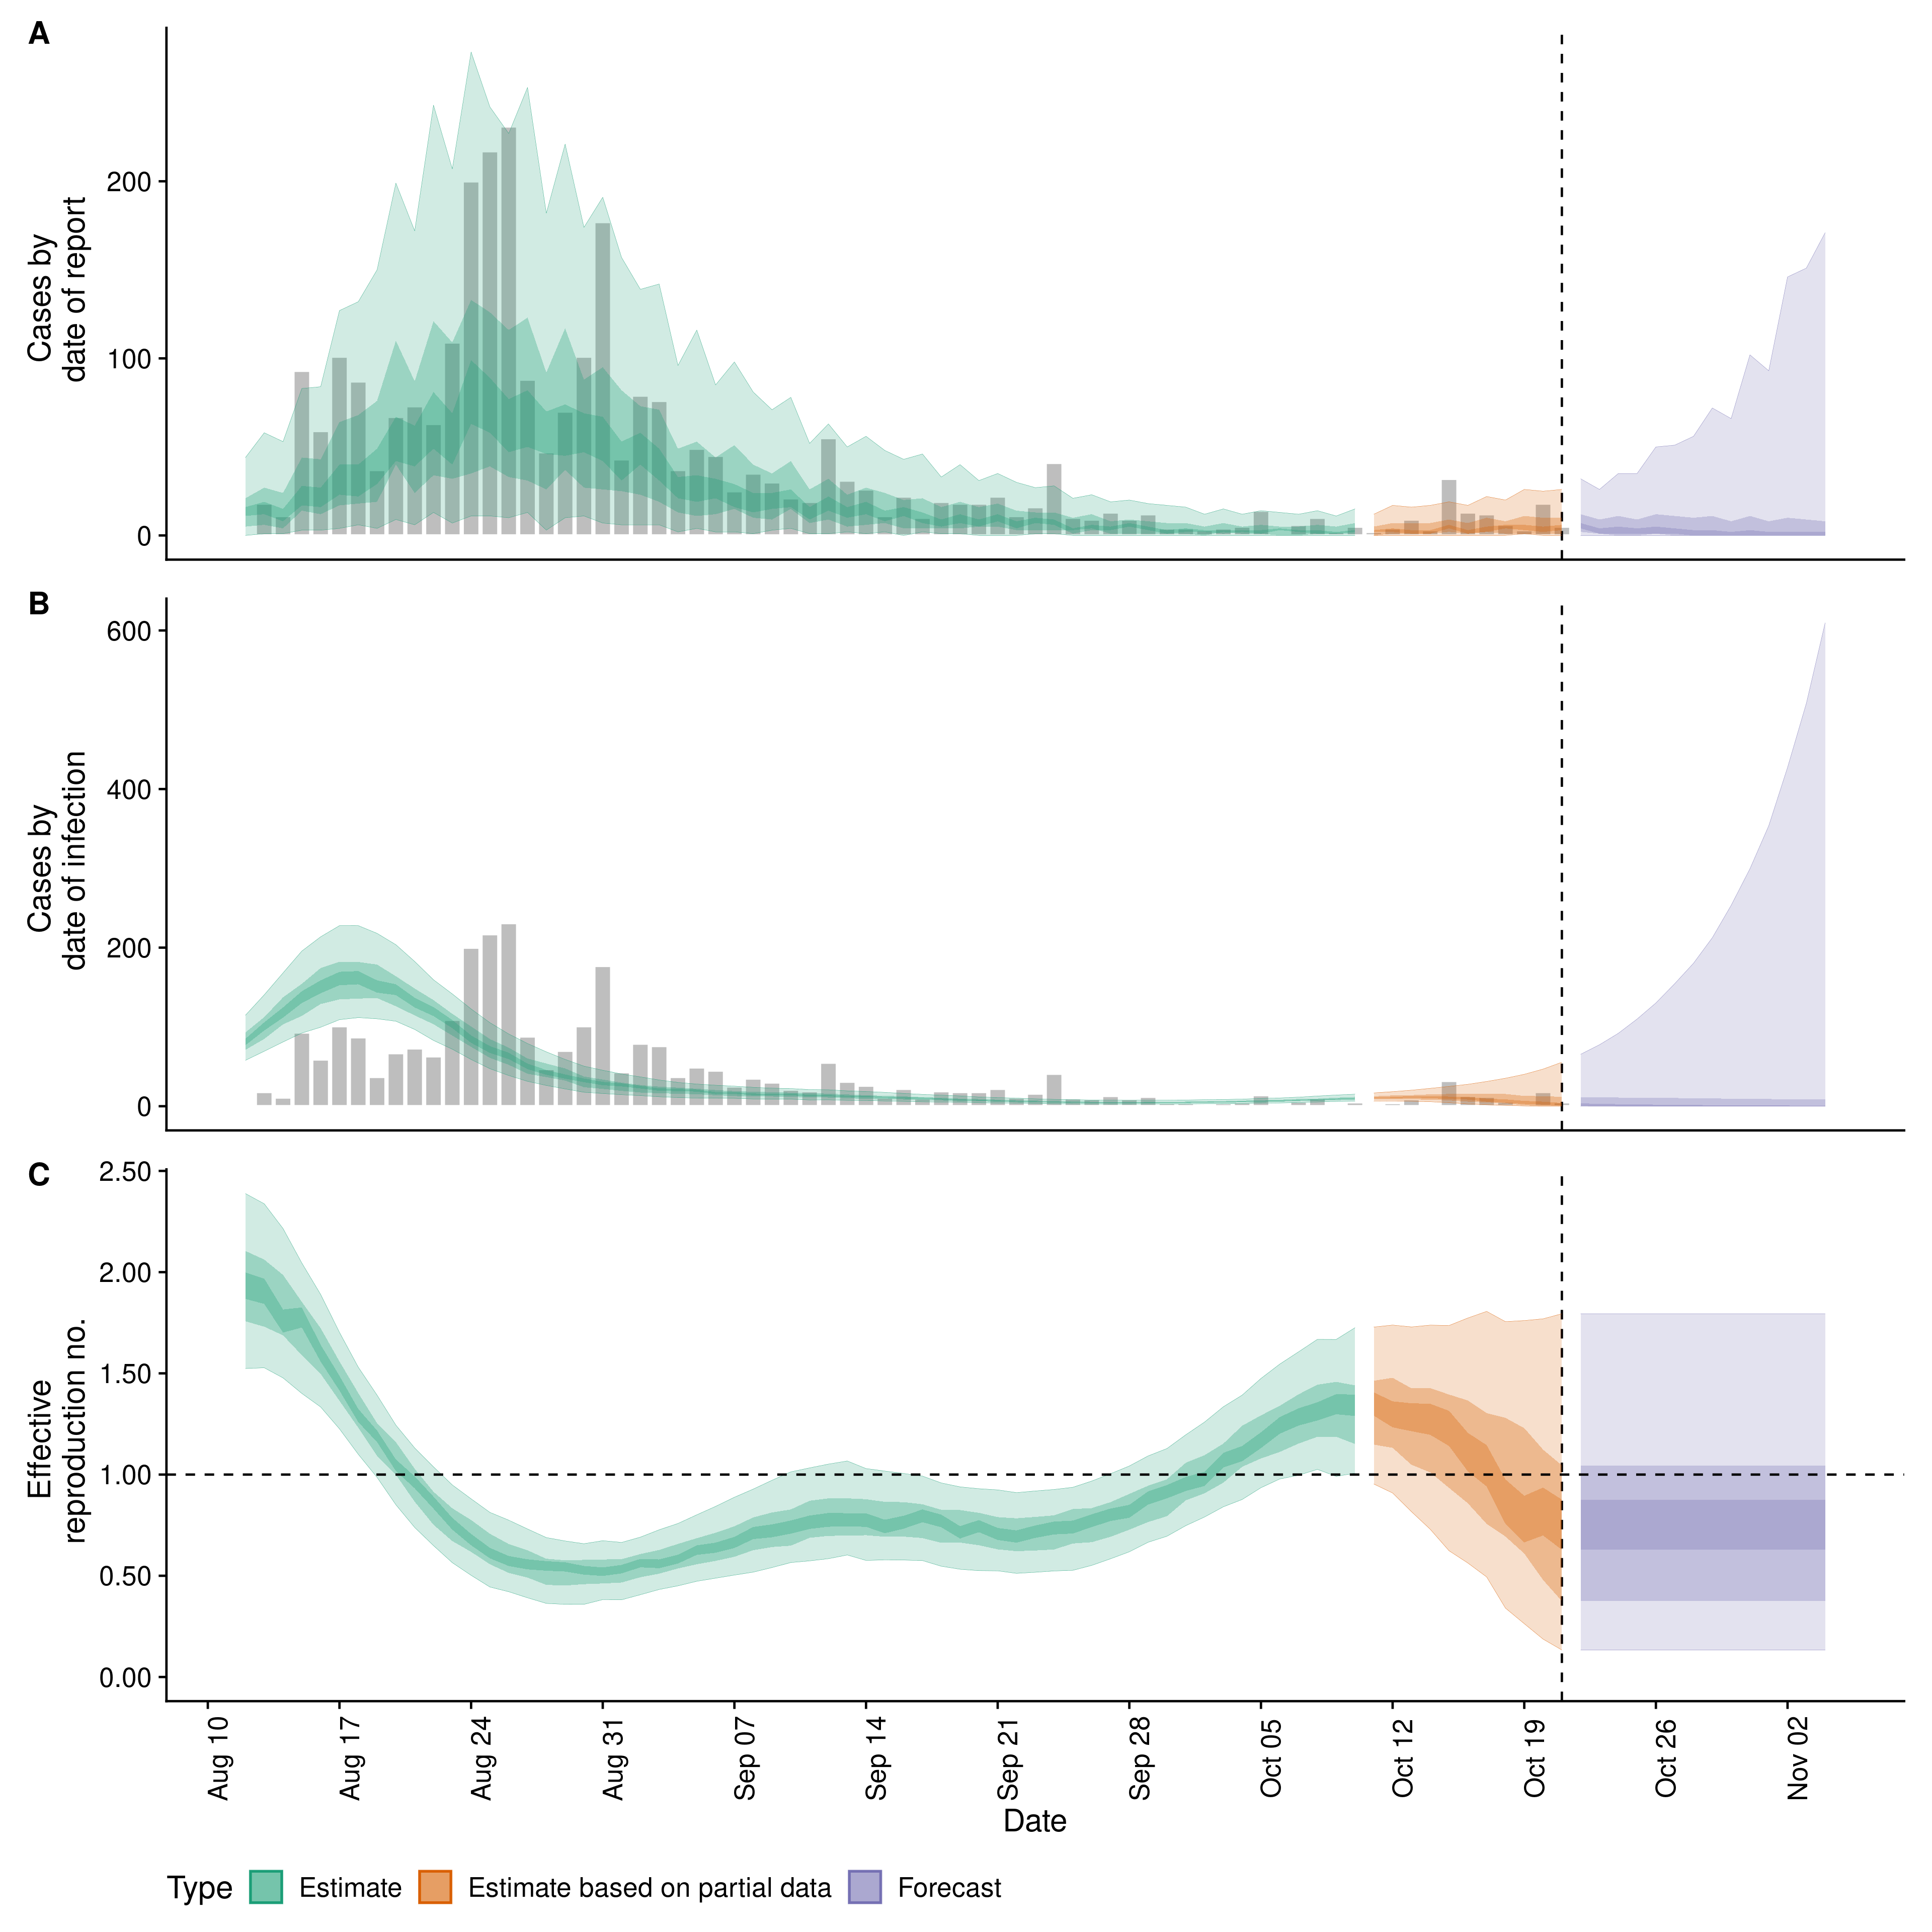 A
Cases by
date of report
200
100
0
B
Cases by
date of infection
600
400
200
0
C
Effective
reproduction no.
2.50
2.00
1.50
1.00
0.50
0.00
Aug 10
Aug 17
Aug 24
Aug 31
Sep 07
Sep 14
Sep 21
Sep 28
Oct 05
Oct 12
Oct 19
Oct 26
Nov 02
Date
Type Estimate Estimate based on partial data Forecast